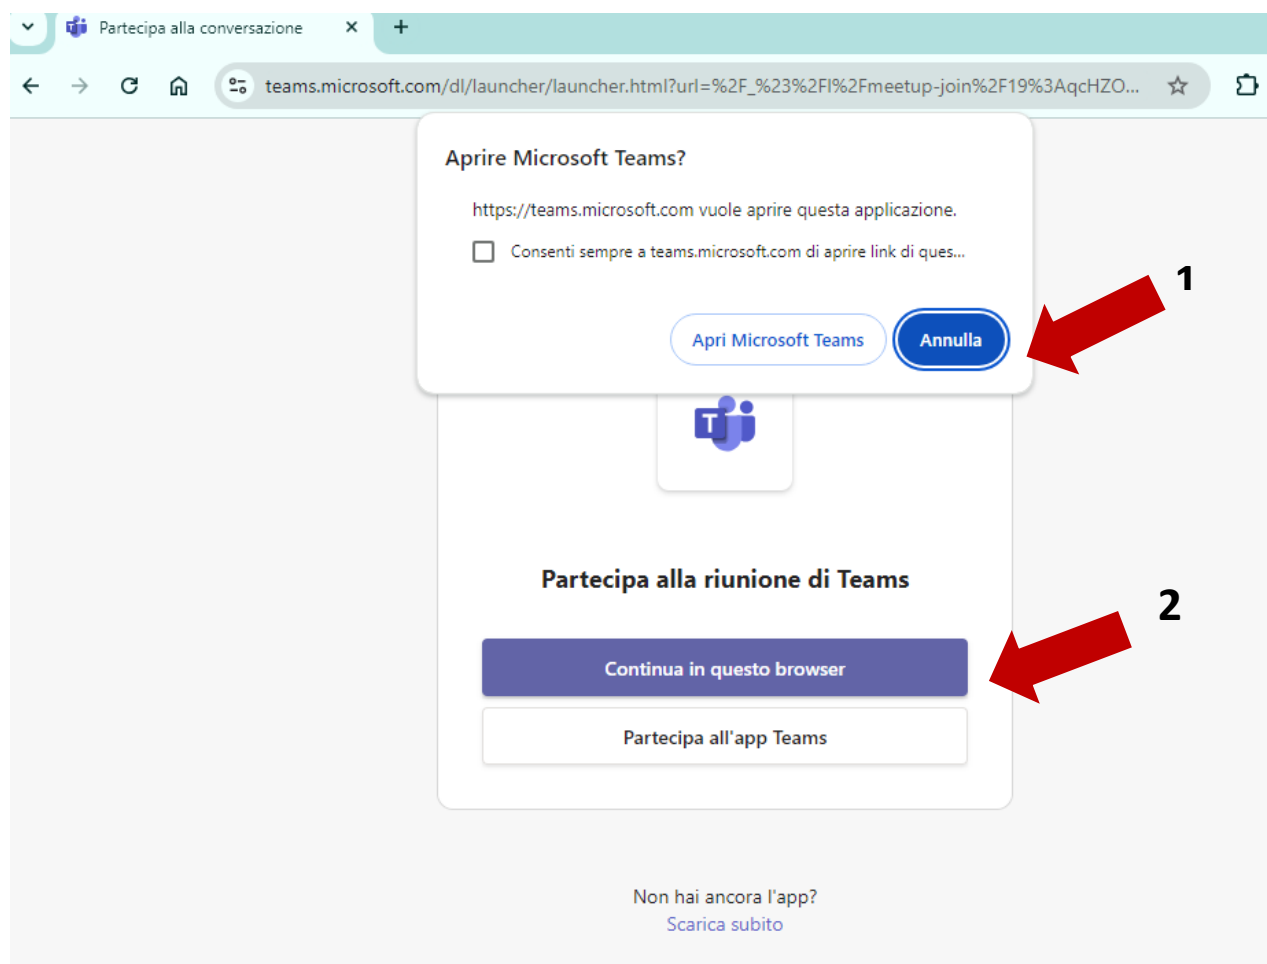 Partecipa alla conversazione
teams.microsoft.com/dl/launcher/launcher.html?url=%2F_%23%2Fl%2Fmeetup-join%2F19%3AqcHZO...
Aprire Microsoft Teams?
https://teams.microsoft.com vuole aprire questa applicazione.
Consenti sempre a teams.microsoft.com di aprire link di ques...
1
Apri Microsoft Teams
Annulla
T
Partecipa alla riunione di Teams
2
Continua in questo browser
Partecipa all'app Teams
Non hai ancora l'app?
Scarica subito